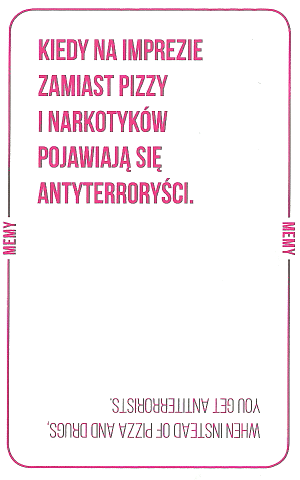 KIEDY NA IMPREZIE
ZAMIAST PIZZY
I NARKOTYKÓW
POJAWIAJĄ SIĘ
ANTYTERRORYŚCI.
MEMY
MEMY
WHEN INSTEAD OF PIZZA AND DRUGS,
YOU GET ANTITERRORISTS.